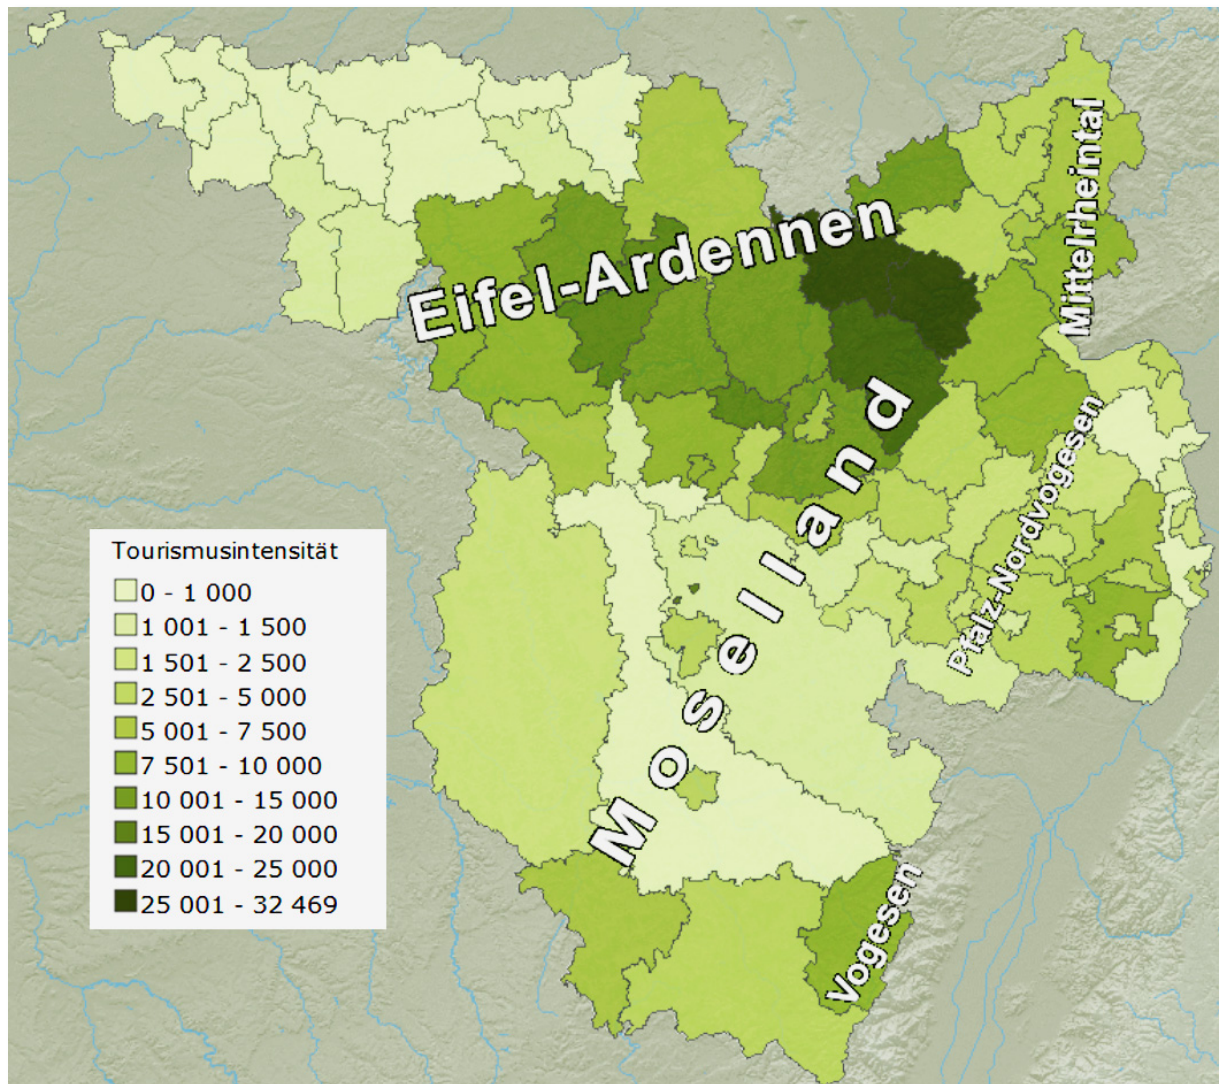 Mittelrheintal
Eifel-Ardennen
Moselland
Pfalz-Nordvogesen
Vogesen
Tourismusintensität
0 - 1 000
1 001 - 1 500
1 501 - 2 500
2 501 - 5 000
5 001 - 7 500
7 501 - 10 000
10 001 - 15 000
15 001 - 20 000
20 001 - 25 000
25 001 - 32 469